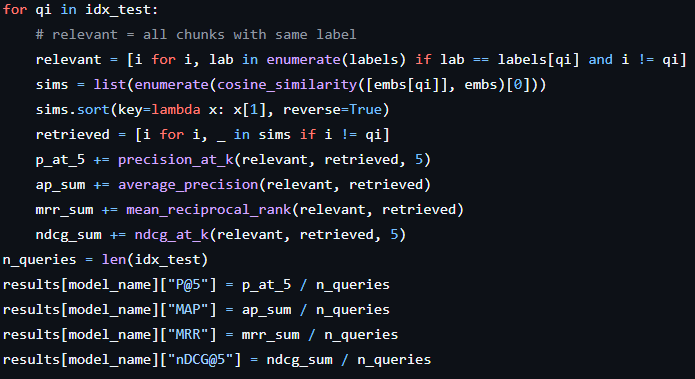 for qi in idx_test:
    # relevant = all chunks with same label
    relevant = [i for i, lab in enumerate(labels) if lab == labels[qi] and i != qi]
    sims = list(enumerate(cosine_similarity([embs[qi]], embs)[0]))
    sims.sort(key=lambda x: x[1], reverse=True)
    retrieved = [i for i, _ in sims if i != qi]
    p_at_5 += precision_at_k(relevant, retrieved, 5)
    ap_sum += average_precision(relevant, retrieved)
    mrr_sum += mean_reciprocal_rank(relevant, retrieved)
    ndcg_sum += ndcg_at_k(relevant, retrieved, 5)
n_queries = len(idx_test)
results[model_name]["P@5"] = p_at_5 / n_queries
results[model_name]["MAP"] = ap_sum / n_queries
results[model_name]["MRR"] = mrr_sum / n_queries
results[model_name]["nDCG@5"] = ndcg_sum / n_queries